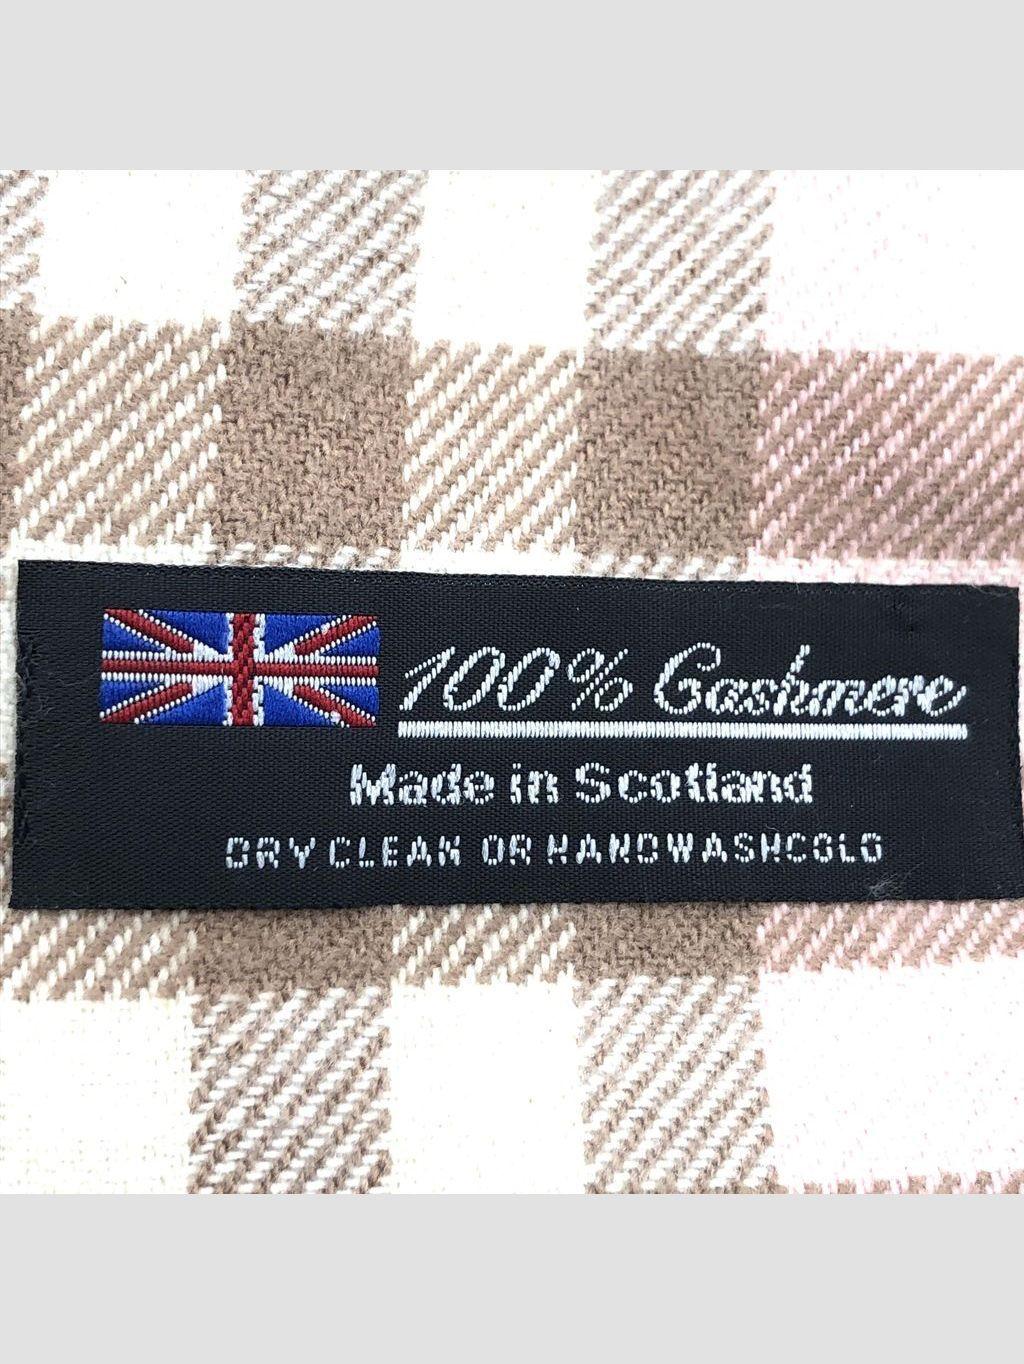 100% Cashmere
Made in Scotland
DRY CLEAN OR HANDWASHCOLD